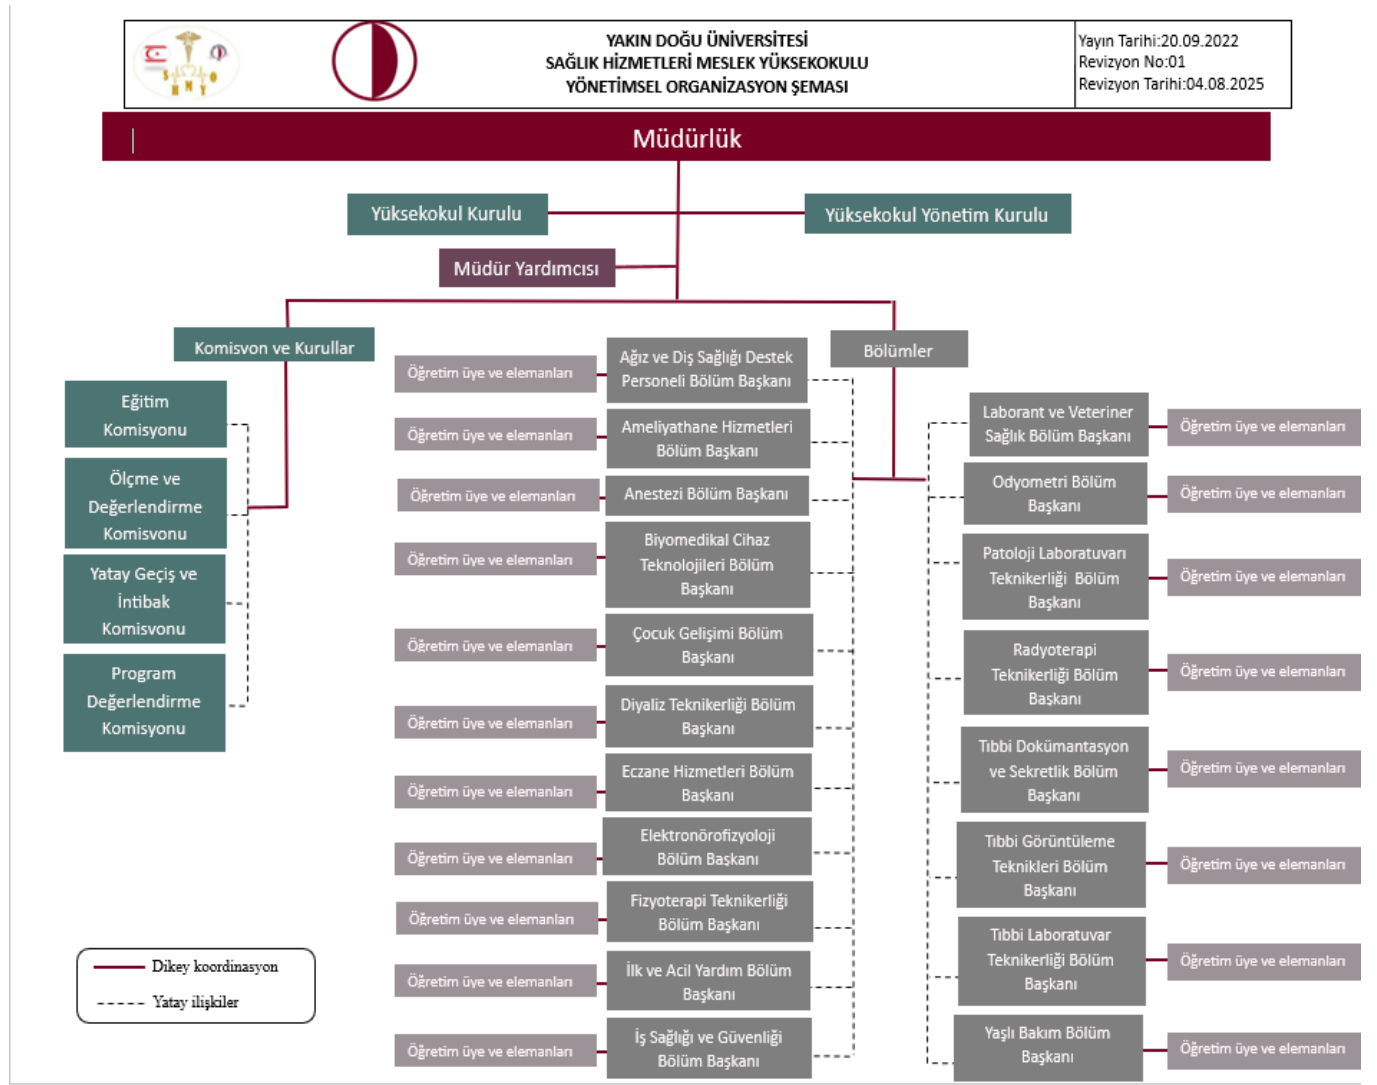 S H M Y O
YAKIN DOĞU ÜNİVERSİTESİ
SAĞLIK HİZMETLERİ MESLEK YÜKSEKOKULU
YÖNETİMSEL ORGANİZASYON ŞEMASI
Yayın Tarihi:20.09.2022
Revizyon No:01
Revizyon Tarihi:04.08.2025
Müdürlük
Yüksekokul Kurulu
Yüksekokul Yönetim Kurulu
Müdür Yardımcısı
Komisvon ve Kurullar
Eğitim
Komisyonu
Ölçme ve
Değerlendirme
Komisvonu
Yatay Geçiş ve
İntibak
Komisvonu
Program
Değerlendirme
Komisyonu
Bölümler
Öğretim üye ve elemanları
Ağız ve Diş Sağlığı Destek
Personeli Bölüm Başkanı
Öğretim üye ve elemanları
Ameliyathane Hizmetleri
Bölüm Başkanı
Öğretim üye ve elemanları
Anestezi Bölüm Başkanı
Öğretim üye ve elemanları
Biyomedikal Cihaz
Teknolojileri Bölüm
Başkanı
Öğretim üye ve elemanları
Çocuk Gelişimi Bölüm
Başkanı
Öğretim üye ve elemanları
Diyaliz Teknikerliği Bölüm
Başkanı
Öğretim üye ve elemanları
Eczane Hizmetleri Bölüm
Başkanı
Öğretim üye ve elemanları
Elektronörofizyoloji
Bölüm Başkanı
Öğretim üye ve elemanları
Fizyoterapi Teknikerliği
Bölüm Başkanı
Öğretim üye ve elemanları
İlk ve Acil Yardım Bölüm
Başkanı
Öğretim üye ve elemanları
İş Sağlığı ve Güvenliği
Bölüm Başkanı
Laborant ve Veteriner
Sağlık Bölüm Başkanı
Öğretim üye ve elemanları
Odyometri Bölüm
Başkanı
Öğretim üye ve elemanları
Patoloji Laboratuvarı
Teknikerliği Bölüm
Başkanı
Öğretim üye ve elemanları
Radyoterapi
Teknikerliği Bölüm
Başkanı
Öğretim üye ve elemanları
Tıbbi Dokümantasyon
ve Sekretlik Bölüm
Başkanı
Öğretim üye ve elemanları
Tıbbi Görüntüleme
Teknikleri Bölüm
Başkanı
Öğretim üye ve elemanları
Tıbbi Laboratuvar
Teknikerliği Bölüm
Başkanı
Öğretim üye ve elemanları
Yaşlı Bakım Bölüm
Başkanı
Öğretim üye ve elemanları
Dikey koordinasyon
Yatay ilişkiler